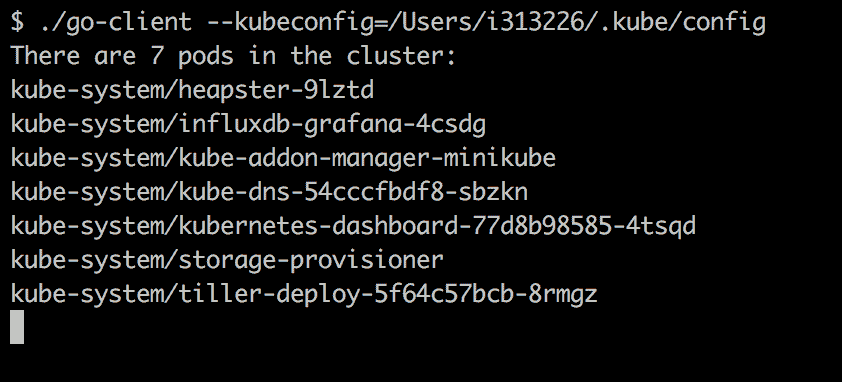 $ ./go-client --kubeconfig=/Users/i313226/.kube/config
There are 7 pods in the cluster:
kube-system/heapster-9lztd
kube-system/influxdb-grafana-4csdg
kube-system/kube-addon-manager-minikube
kube-system/kube-dns-54cccfbdf8-sbzkn
kube-system/kubernetes-dashboard-77d8b98585-4tsqd
kube-system/storage-provisioner
kube-system/tiller-deploy-5f64c57bcb-8rmgz